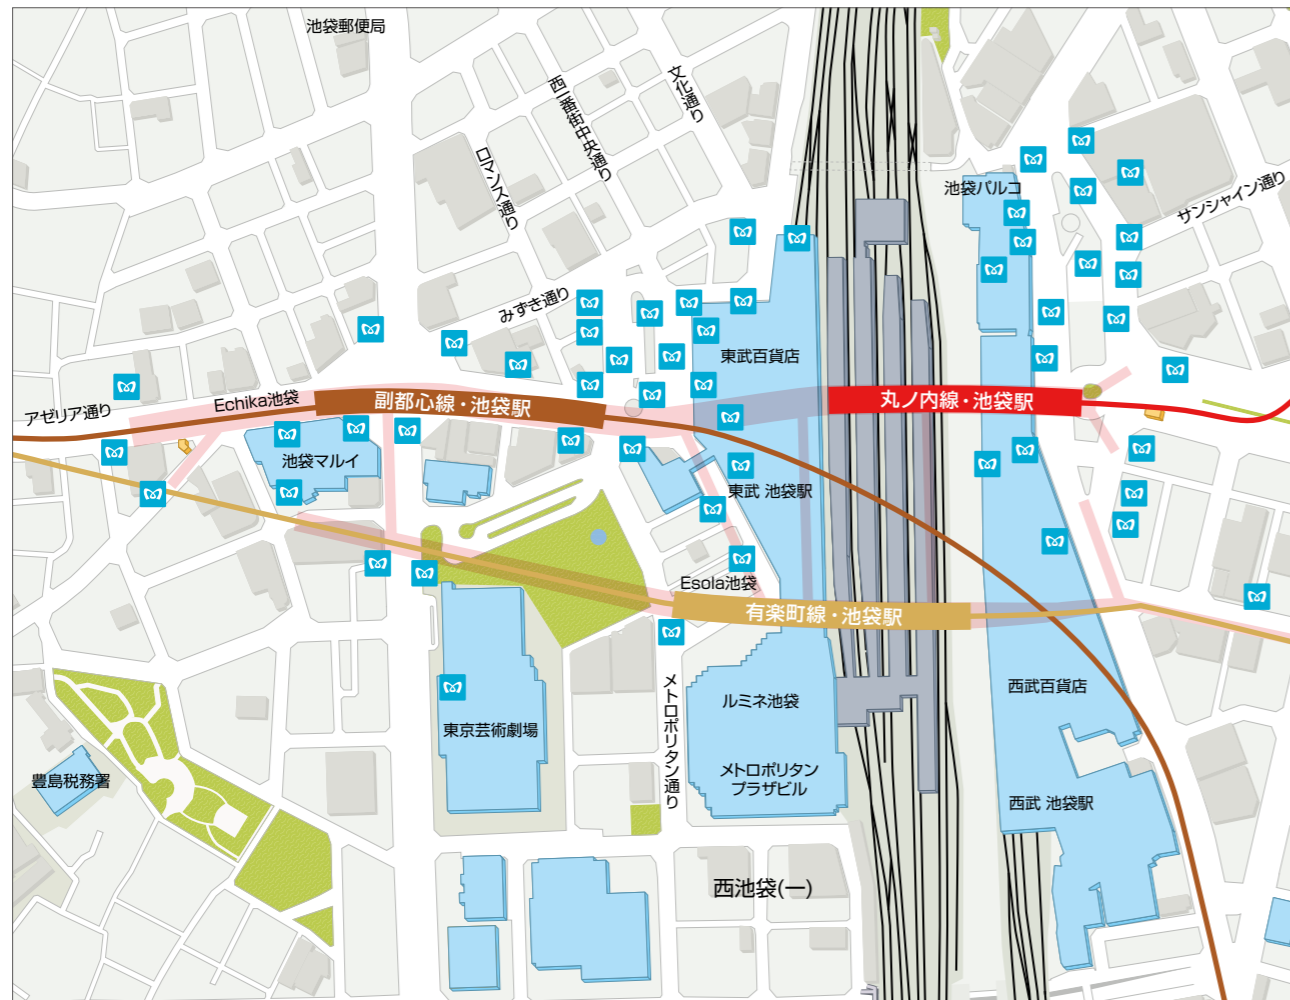 池袋郵便局
文化通り
西一番街中央通り
ロマンス通り
池袋パルコ
サンシャイン通り
みずき通り
東武百貨店
Echika池袋
アゼリア通り
副都心線・池袋駅
丸ノ内線・池袋駅
池袋マルイ
東武 池袋駅
Esola池袋
有楽町線・池袋駅
メトロポリタン通り
西武百貨店
ルミネ池袋
東京芸術劇場
豊島税務署
メトロポリタン
プラザビル
西武 池袋駅
西池袋(一)